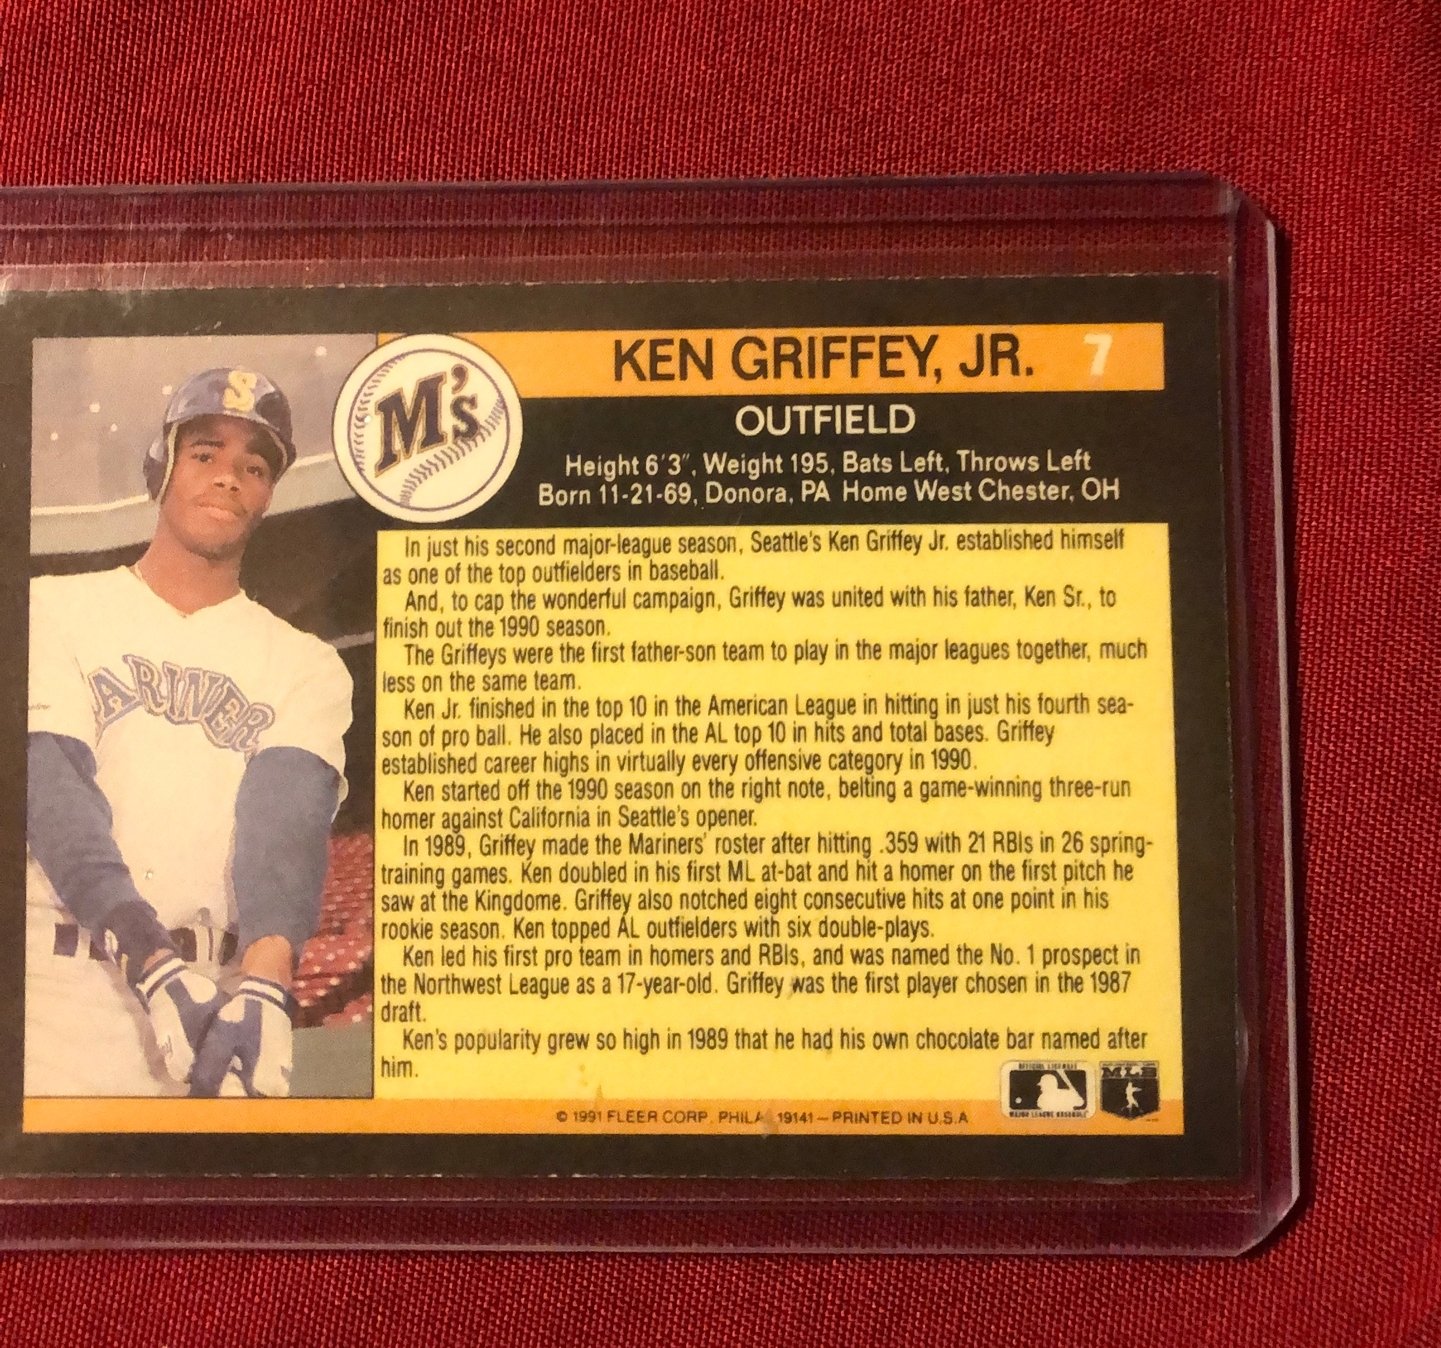 KEN GRIFFEY, JR. 7
OUTFIELD
Height 6'3", Weight 195, Bats Left, Throws Left
Born 11-21-69, Donora, PA Home West Chester, OH
M's
S
ARINER
In just his second major-league season, Seattle's Ken Griffey Jr. established himself
as one of the top outfielders in baseball.
And, to cap the wonderful campaign, Griffey was united with his father, Ken Sr., to
finish out the 1990 season.
The Griffeys were the first father-son team to play in the major leagues together, much
less on the same team.
Ken Jr. finished in the top 10 in the American League in hitting in just his fourth sea-
son of pro ball. He also placed in the AL top 10 in hits and total bases. Griffey
established career highs in virtually every offensive category in 1990.
Ken started off the 1990 season on the right note, belting a game-winning three-run
homer against California in Seattle's opener.
In 1989, Griffey made the Mariners' roster after hitting .359 with 21 RBIs in 26 spring-
training games. Ken doubled in his first ML at-bat and hit a homer on the first pitch he
saw at the Kingdome. Griffey also notched eight consecutive hits at one point in his
rookie season. Ken topped AL outfielders with six double-plays.
Ken led his first pro team in homers and RBIs, and was named the No. 1 prospect in
the Northwest League as a 17-year-old. Griffey was the first player chosen in the 1987
draft.
Ken's popularity grew so high in 1989 that he had his own chocolate bar named after
him.
© 1991 FLEER CORP. PHILA 19141 – PRINTED IN U.S.A